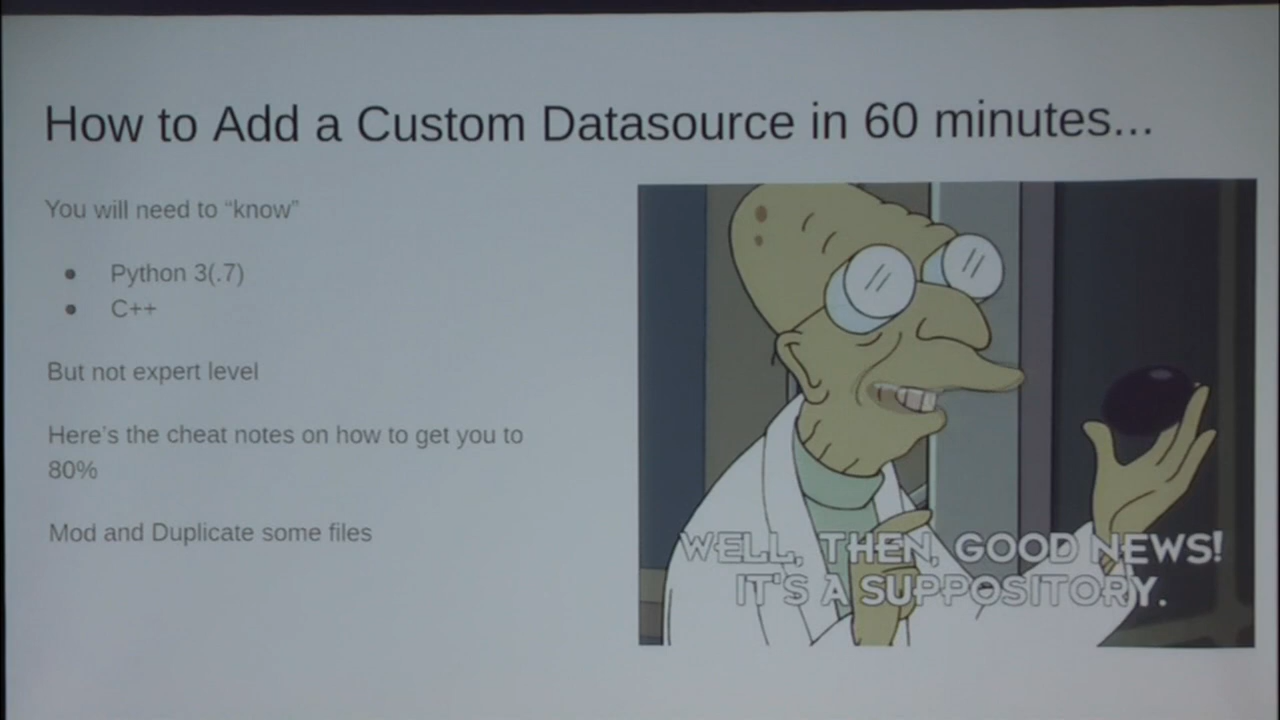 How to Add a Custom Datasource in 60 minutes...
You will need to “know”
Python 3(.7)
C++
But not expert level
Here’s the cheat notes on how to get you to
80%
Mod and Duplicate some files
WELL, THEN, GOOD NEWS!
IT'S A SUPPOSITORY.